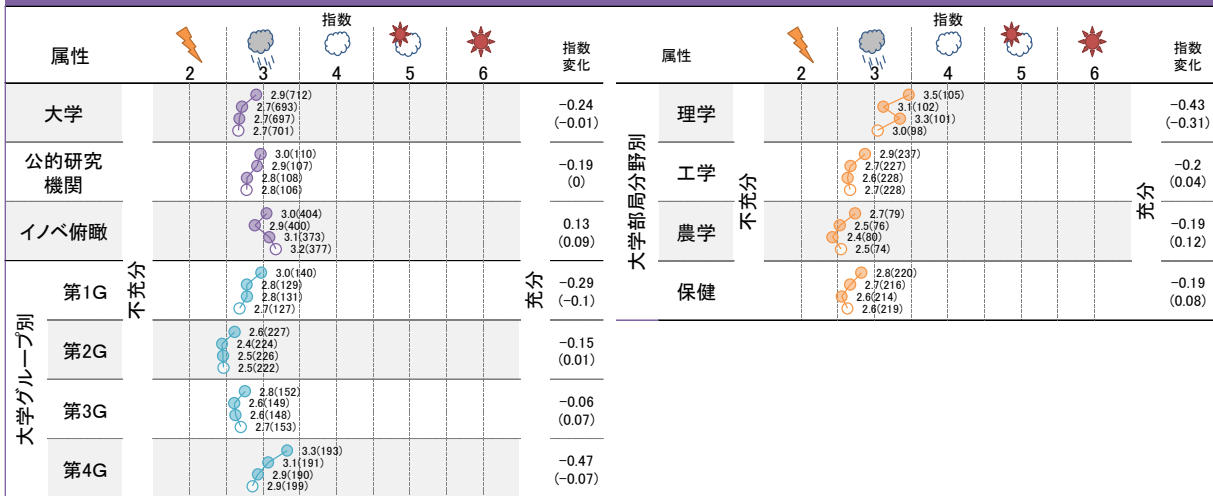 属性
指数
2 3 4 5 6
指数
変化
不充分
充分
大学
2.9(712)
2.7(693)
2.7(697)
2.7(701)
-0.24
(-0.01)
公的研究
機関
3.0(110)
2.9(107)
2.8(108)
2.8(106)
-0.19
(0)
イノベ俯瞰
3.0(404)
2.9(400)
3.1(373)
3.2(377)
0.13
(0.09)
大学グループ別
第1G
3.0(140)
2.8(129)
2.8(131)
2.7(127)
-0.29
(-0.1)
第2G
2.6(227)
2.4(224)
2.5(226)
2.5(222)
-0.15
(0.01)
第3G
2.8(152)
2.6(149)
2.6(148)
2.7(153)
-0.06
(0.07)
第4G
3.3(193)
3.1(191)
2.9(190)
2.9(199)
-0.47
(-0.07)
属性
指数
2 3 4 5 6
指数
変化
大学部局分野別
不充分
充分
理学
3.5(105)
3.1(102)
3.3(101)
3.0(98)
-0.43
(-0.31)
工学
2.9(237)
2.7(227)
2.6(228)
2.7(228)
-0.2
(0.04)
農学
2.7(79)
2.5(76)
2.4(80)
2.5(74)
-0.19
(0.12)
保健
2.8(220)
2.7(216)
2.6(214)
2.6(219)
-0.19
(0.08)